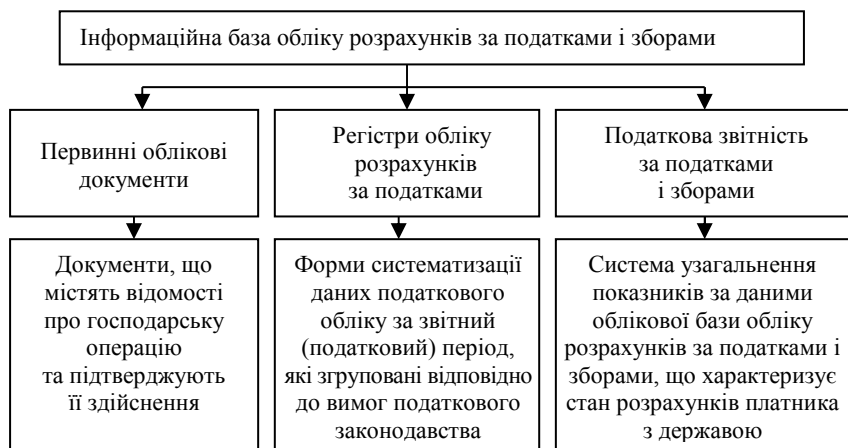 Інформаційна база обліку розрахунків за податками і зборами
Первинні облікові
документи
Регістри обліку
розрахунків
за податками
Податкова звітність
за податками
і зборами
Документи, що
містять відомості
про господарську
операцію
та підтверджують
її здійснення
Форми систематизації
даних податкового
обліку за звітний
(податковий) період,
які згруповані відповідно
до вимог податкового
законодавства
Система узагальнення
показників за даними
облікової бази обліку
розрахунків за податками і
зборами, що характеризує
стан розрахунків платника
з державою